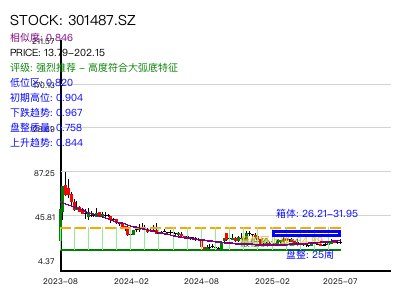 STOCK: 301487.SZ
相似度: 0.846
PRICE: 13.79-202.15
评级: 强烈推荐 - 高度符合大弧底特征
低位区: 0.820
初期高位: 0.904
下跌趋势: 0.967
盘整质量: 0.758
上升趋势: 0.844
87.25
45.81
4.37
箱体: 26.21-31.95
盘整: 25周
2023-08
2024-02
2024-08
2025-02
2025-07